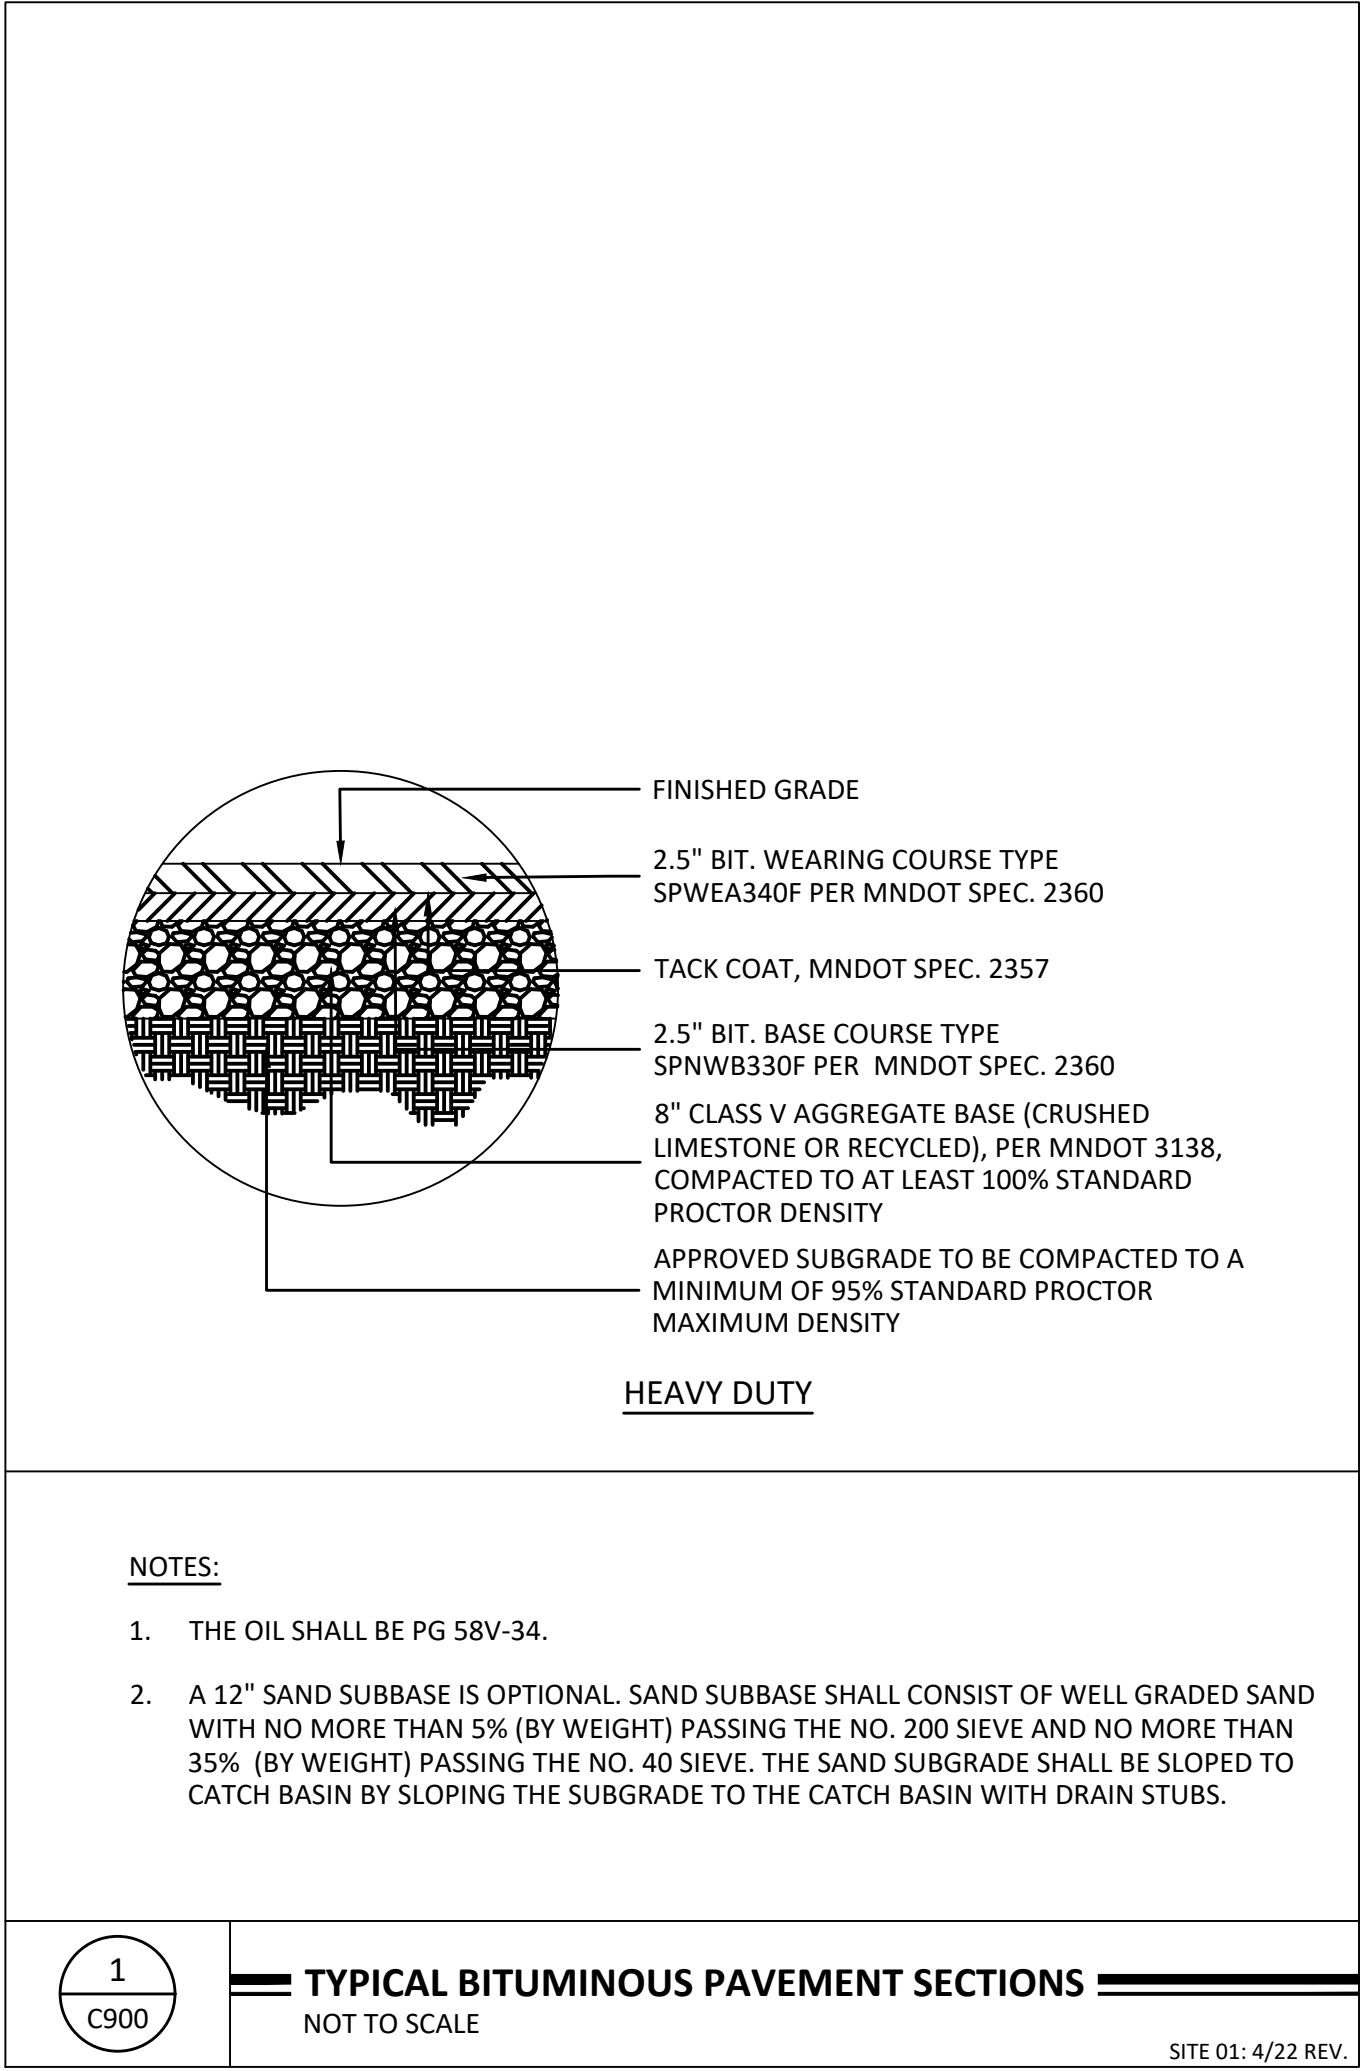 FINISHED GRADE
2.5" BIT. WEARING COURSE TYPE
SPWEA340F PER MNDOT SPEC. 2360
TACK COAT, MNDOT SPEC. 2357
2.5" BIT. BASE COURSE TYPE
SPNWB330F PER  MNDOT SPEC. 2360
8" CLASS V AGGREGATE BASE (CRUSHED
LIMESTONE OR RECYCLED), PER MNDOT 3138,
COMPACTED TO AT LEAST 100% STANDARD
PROCTOR DENSITY
APPROVED SUBGRADE TO BE COMPACTED TO A
MINIMUM OF 95% STANDARD PROCTOR
MAXIMUM DENSITY
HEAVY DUTY
NOTES:
1. THE OIL SHALL BE PG 58V-34.
2. A 12" SAND SUBBASE IS OPTIONAL. SAND SUBBASE SHALL CONSIST OF WELL GRADED SAND
WITH NO MORE THAN 5% (BY WEIGHT) PASSING THE NO. 200 SIEVE AND NO MORE THAN
35%  (BY WEIGHT) PASSING THE NO. 40 SIEVE. THE SAND SUBGRADE SHALL BE SLOPED TO
CATCH BASIN BY SLOPING THE SUBGRADE TO THE CATCH BASIN WITH DRAIN STUBS.
1
C900
TYPICAL BITUMINOUS PAVEMENT SECTIONS
NOT TO SCALE
SITE 01: 4/22 REV.